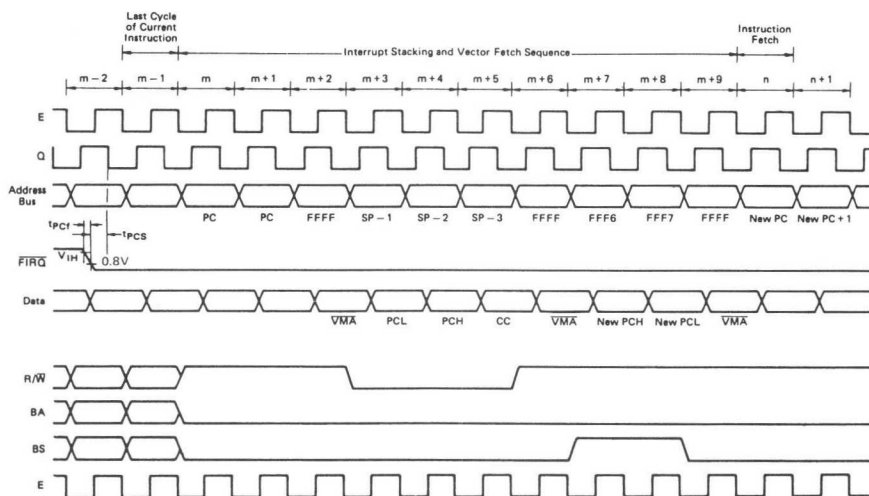 Last Cycle
of Current
Instruction
Instruction
Fetch
Interrupt Stacking and Vector Fetch Sequence
m − 2 m − 1 m m + 1 m + 2 m + 3 m + 4 m + 5 m + 6 m + 7 m + 8 m + 9 n n + 1
E
Q
Address
Bus
PC PC FFFF SP − 1 SP − 2 SP − 3 FFFF FFF6 FFF7 FFFF New PC New PC + 1
tPCf
tPCS
VIH
0.8V
FIRQ
Data
VMA PCL PCH CC VMA New PCH New PCL VMA
R/W
BA
BS
E